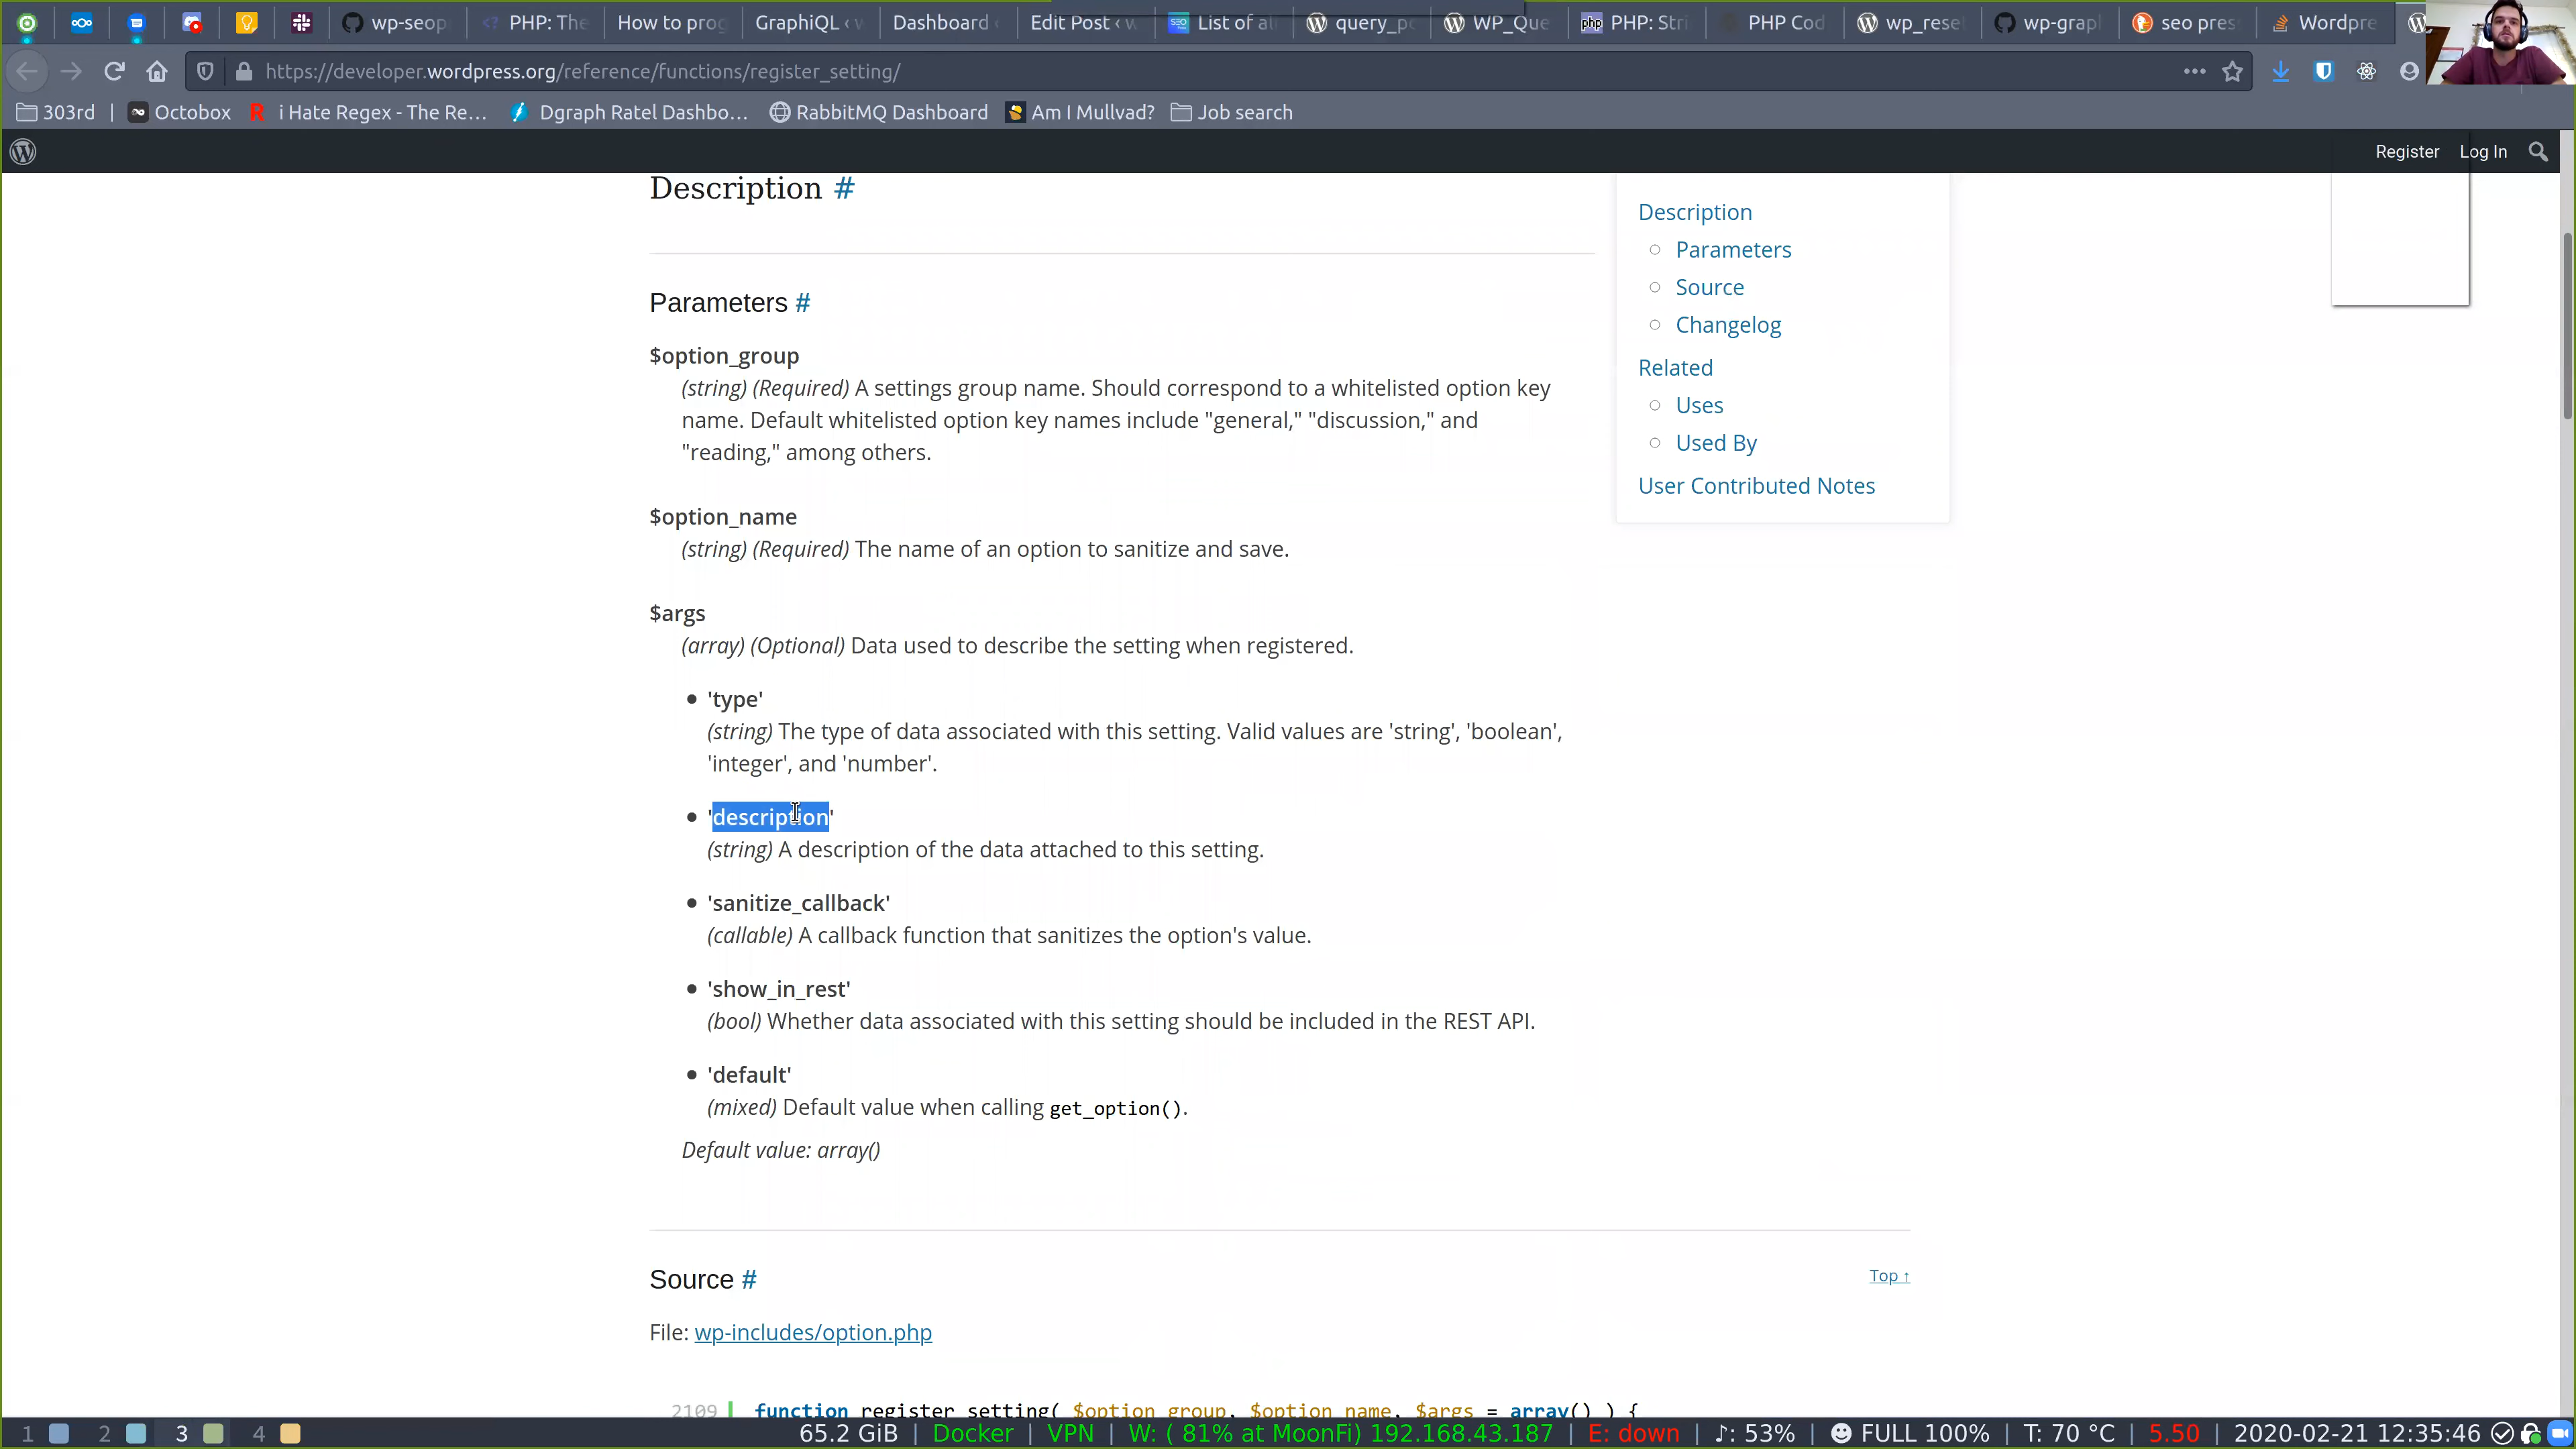 wp-seop PHP: The How to prog GraphiQL ‹ w Dashboard ‹ Edit Post ‹ w SEO List of al query_po WP_Que php PHP: Stri PHP Cod wp_rese wp-grap seo pres Wordpre
https://developer.wordpress.org/reference/functions/register_setting/
303rd | Octobox R i Hate Regex - The Re… Dgraph Ratel Dashbo… RabbitMQ Dashboard Am I Mullvad? Job search
Register Log In
Description #
Parameters #
$option_group
(string) (Required) A settings group name. Should correspond to a whitelisted option key
name. Default whitelisted option key names include "general," "discussion," and
"reading," among others.
$option_name
(string) (Required) The name of an option to sanitize and save.
$args
(array) (Optional) Data used to describe the setting when registered.
• 'type'
(string) The type of data associated with this setting. Valid values are 'string', 'boolean',
'integer', and 'number'.
• 'description'
(string) A description of the data attached to this setting.
• 'sanitize_callback'
(callable) A callback function that sanitizes the option's value.
• 'show_in_rest'
(bool) Whether data associated with this setting should be included in the REST API.
• 'default'
(mixed) Default value when calling get_option().
Default value: array()
Description
Parameters
Source
Changelog
Related
Uses
Used By
User Contributed Notes
Source #
Top ↑
File: wp-includes/option.php
2109 function register_setting( $option_group, $option_name, $args = array() ) {
1 2 3 4 65.2 GiB | Docker | VPN | W: ( 81% at MoonFi) 192.168.43.187 | E: down | ♪: 53% | ☻ FULL 100% | T: 70 °C | 5.50 | 2020-02-21 12:35:46